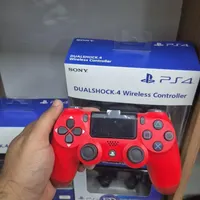 SONY
PS4
DUALSHOCK 4 Wireless Controller